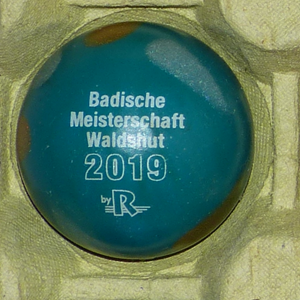 Badische
Meisterschaft
Waldshut
2019
by R